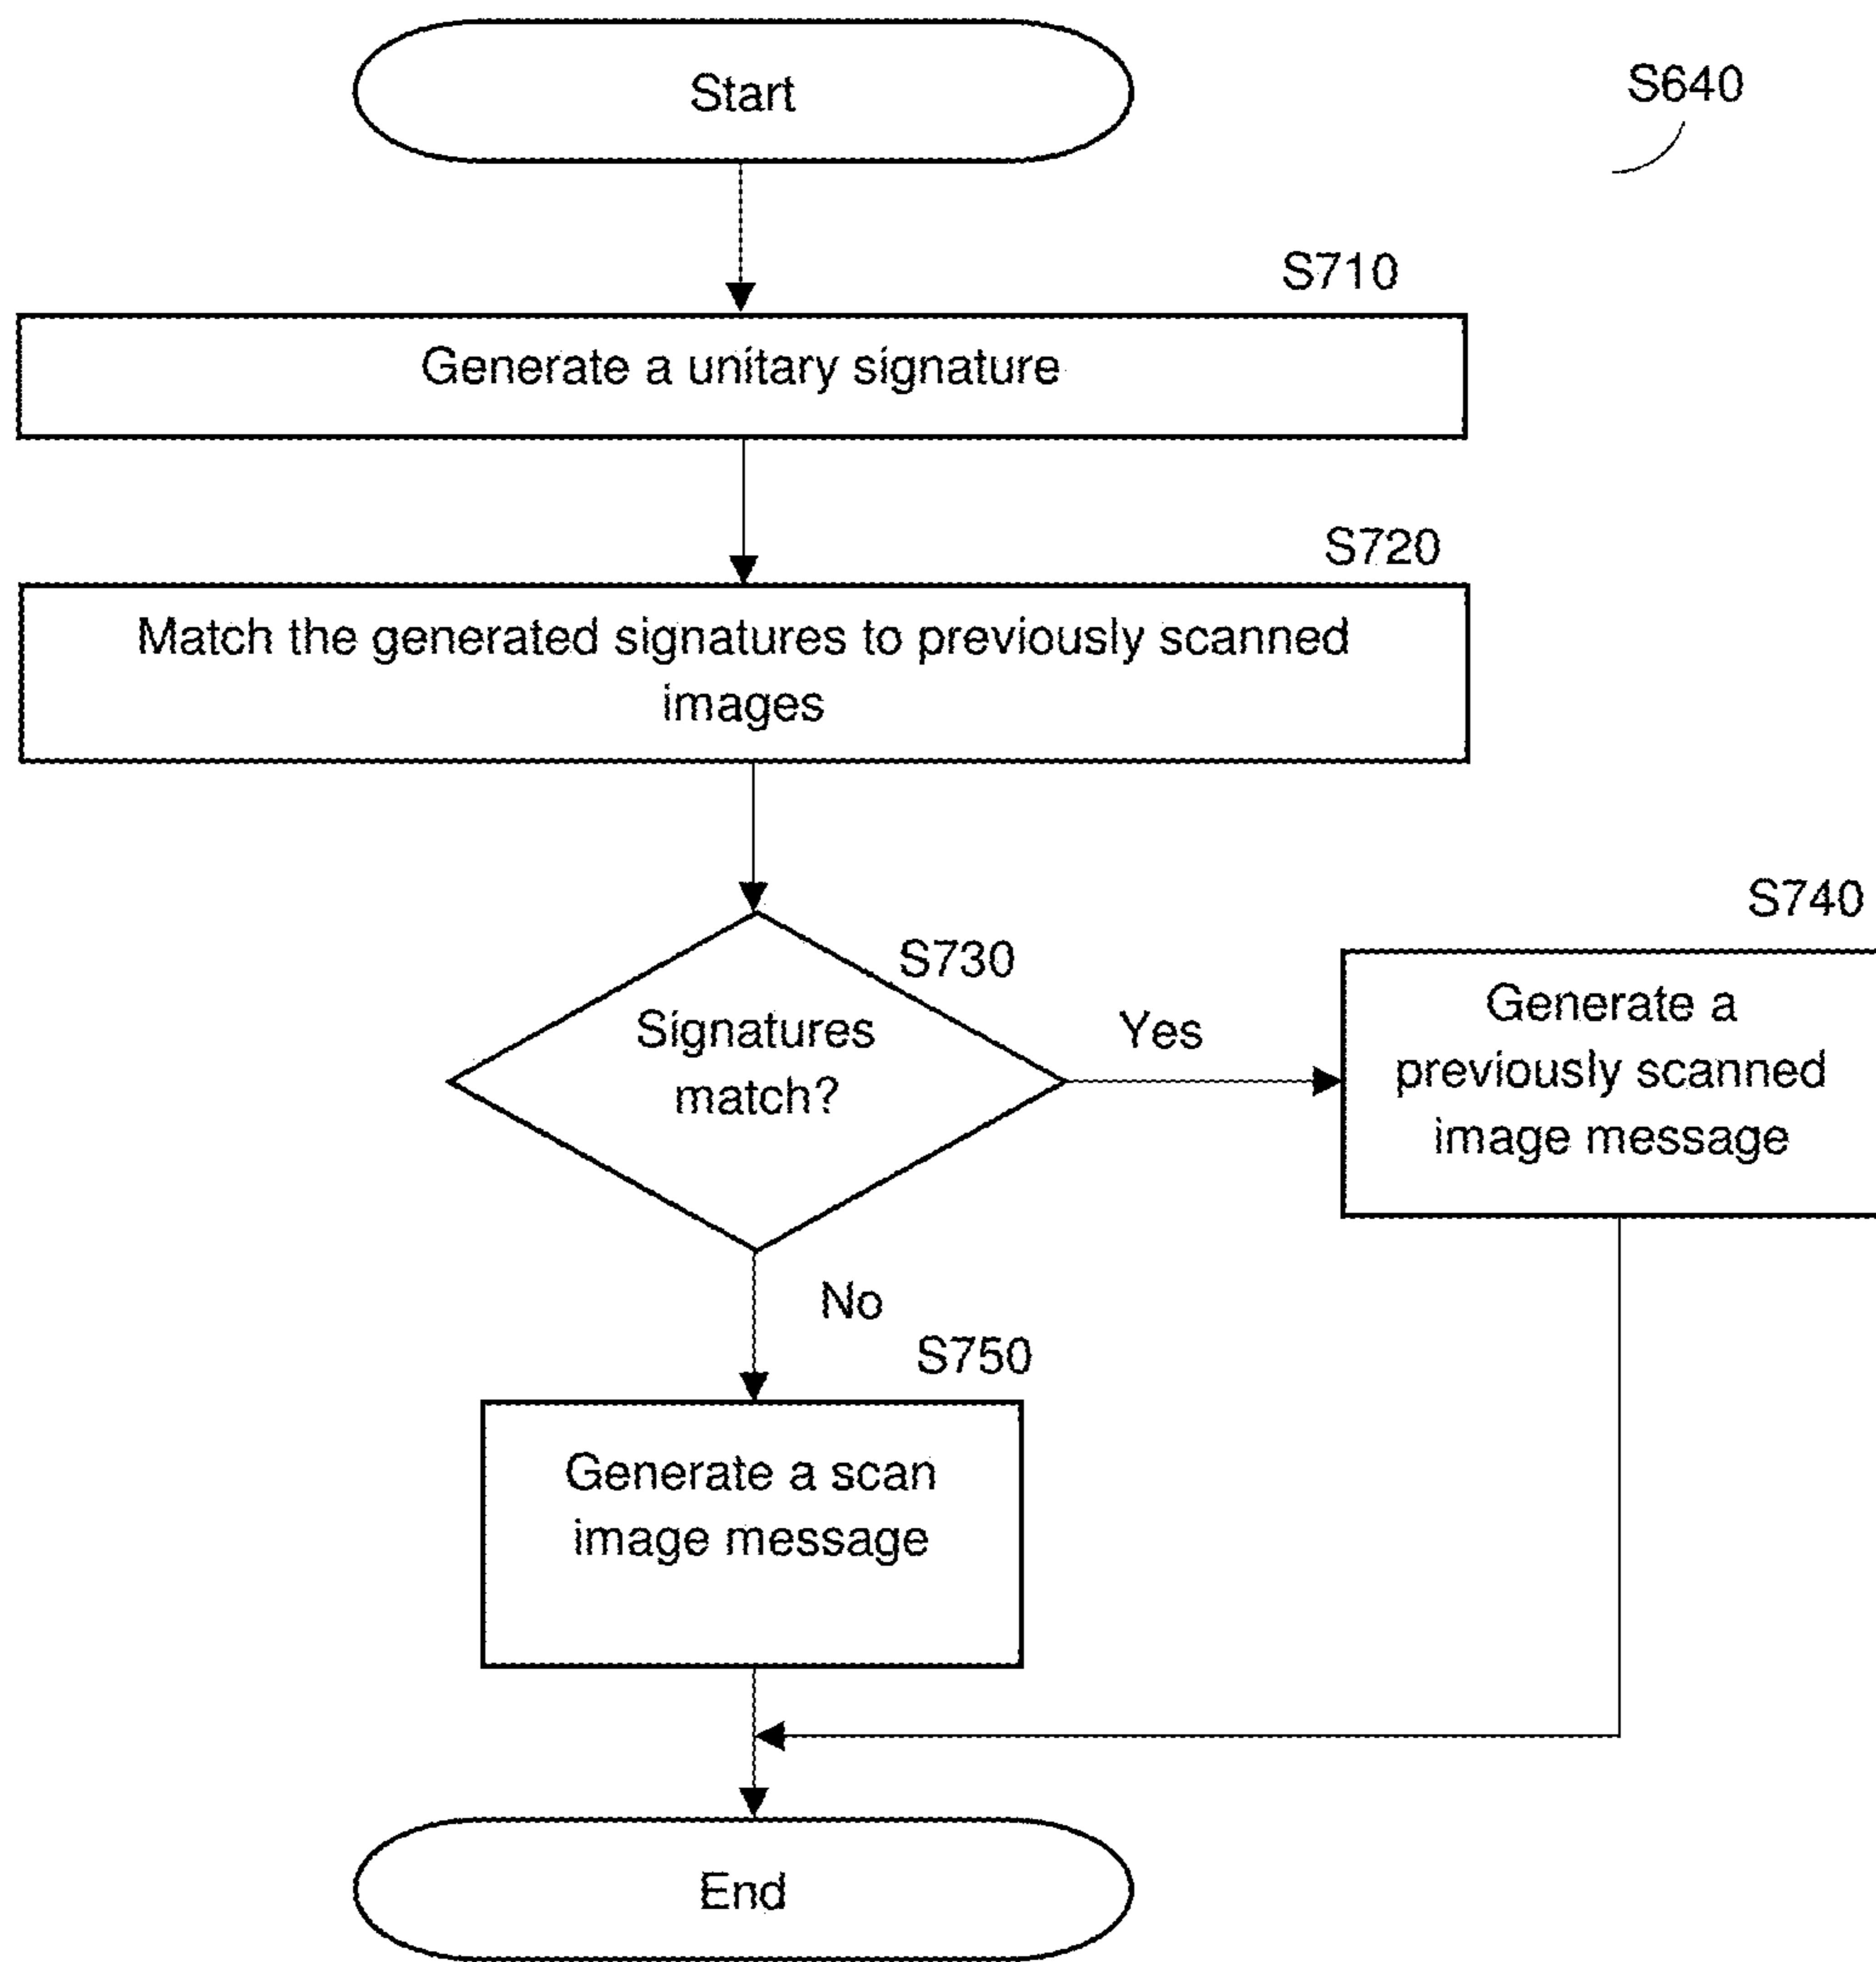 Start
S640
S710
Generate a unitary signature
S720
Match the generated signatures to previously scanned
images
S730
Signatures
match?
Yes
S740
Generate a
previously scanned
image message
No
S750
Generate a scan
image message
End